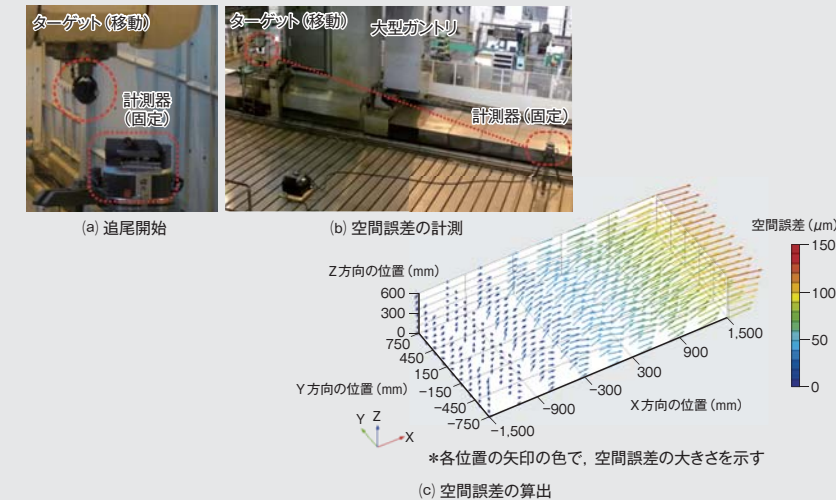 ターゲット(移動)
計測器
(固定)
(a) 追尾開始
ターゲット(移動)
大型ガントリ
計測器(固定)
(b) 空間誤差の計測
空間誤差(μm)
150
100
50
0
Z方向の位置(mm)
600
300
0
750
450
150
-150
-450
-750
Y方向の位置(mm)
-1,500
-900
-300
300
900
1,500
X方向の位置(mm)
Y Z
X
*各位置の矢印の色で,空間誤差の大きさを示す
(c) 空間誤差の算出